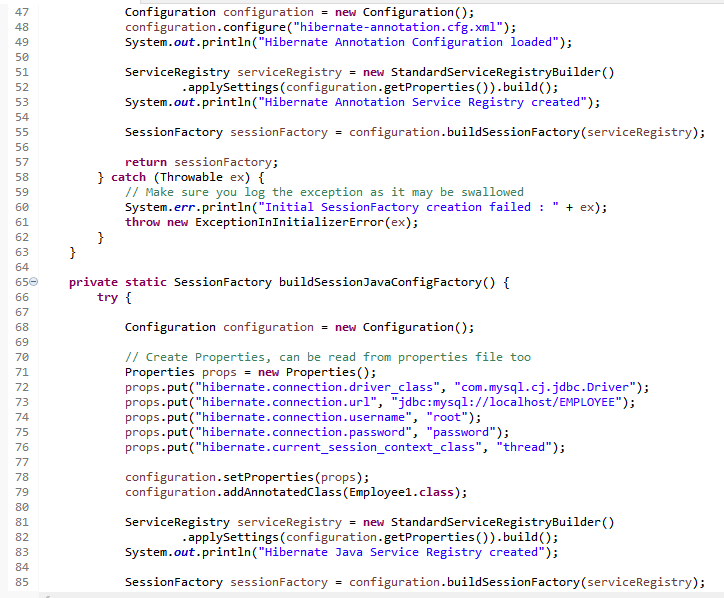 47 Configuration configuration = new Configuration();
48 configuration.configure("hibernate-annotation.cfg.xml");
49 System.out.println("Hibernate Annotation Configuration loaded");
50
51 ServiceRegistry serviceRegistry = new StandardServiceRegistryBuilder()
52 .applySettings(configuration.getProperties()).build();
53 System.out.println("Hibernate Annotation Service Registry created");
54
55 SessionFactory sessionFactory = configuration.buildSessionFactory(serviceRegistry);
56
57 return sessionFactory;
58 } catch (Throwable ex) {
59 // Make sure you log the exception as it may be swallowed
60 System.err.println("Initial SessionFactory creation failed : " + ex);
61 throw new ExceptionInInitializerError(ex);
62 }
63 }
64
65 private static SessionFactory buildSessionJavaConfigFactory() {
66 try {
67
68 Configuration configuration = new Configuration();
69
70 // Create Properties, can be read from properties file too
71 Properties props = new Properties();
72 props.put("hibernate.connection.driver_class", "com.mysql.cj.jdbc.Driver");
73 props.put("hibernate.connection.url", "jdbc:mysql://localhost/EMPLOYEE");
74 props.put("hibernate.connection.username", "root");
75 props.put("hibernate.connection.password", "password");
76 props.put("hibernate.current_session_context_class", "thread");
77
78 configuration.setProperties(props);
79 configuration.addAnnotatedClass(Employee1.class);
80
81 ServiceRegistry serviceRegistry = new StandardServiceRegistryBuilder()
82 .applySettings(configuration.getProperties()).build();
83 System.out.println("Hibernate Java Service Registry created");
84
85 SessionFactory sessionFactory = configuration.buildSessionFactory(serviceRegistry);